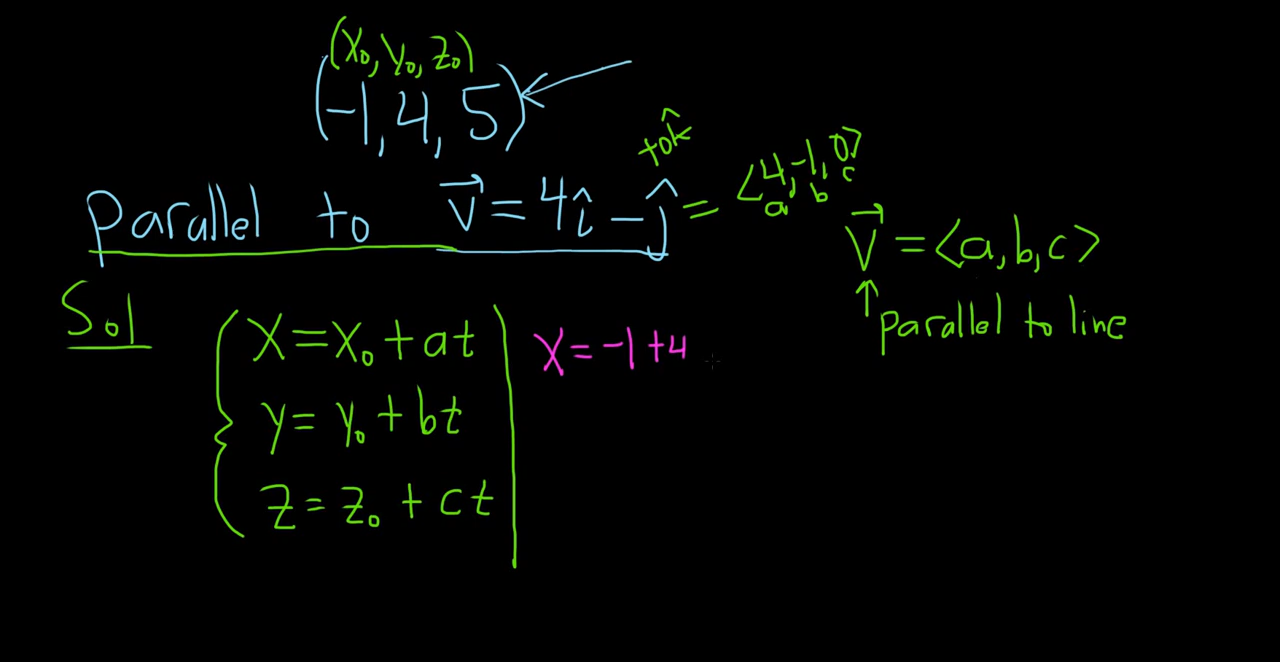 (x₀, y₀, z₀)
(-1, 4, 5)
+0k̂
Parallel to v⃗ = 4î - ĵ = <4, -1, 0>
a b c
v⃗ = <a, b, c>
↑ parallel to line
Sol
x = x₀ + at
x = -1 + 4
y = y₀ + bt
z = z₀ + ct